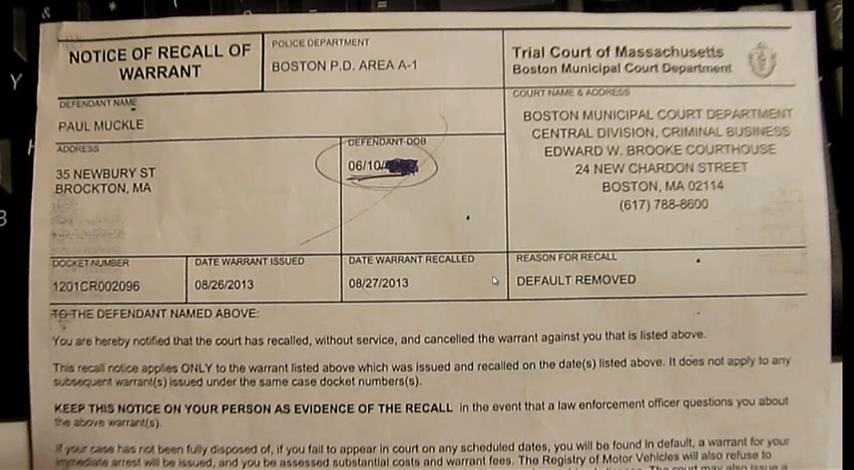 NOTICE OF RECALL OF
WARRANT
POLICE DEPARTMENT
BOSTON P.D. AREA A-1
Trial Court of Massachusetts
Boston Municipal Court Department
DEFENDANT NAME
PAUL MUCKLE
COURT NAME & ADDRESS
BOSTON MUNICIPAL COURT DEPARTMENT
CENTRAL DIVISION, CRIMINAL BUSINESS
EDWARD W. BROOKE COURTHOUSE
24 NEW CHARDON STREET
BOSTON, MA 02114
(617) 788-8600
ADDRESS
35 NEWBURY ST
BROCKTON, MA
DEFENDANT DOB
06/10/
DOCKET NUMBER
1201CR002096
DATE WARRANT ISSUED
08/26/2013
DATE WARRANT RECALLED
08/27/2013
REASON FOR RECALL
DEFAULT REMOVED
TO THE DEFENDANT NAMED ABOVE:
You are hereby notified that the court has recalled, without service, and cancelled the warrant against you that is listed above.
This recall notice applies ONLY to the warrant listed above which was issued and recalled on the date(s) listed above. It does not apply to any
subsequent warrant(s) issued under the same case docket numbers(s).
KEEP THIS NOTICE ON YOUR PERSON AS EVIDENCE OF THE RECALL in the event that a law enforcement officer questions you about
the above warrant(s).
If your case has not been fully disposed of, if you fail to appear in court on any scheduled dates, you will be found in default, a warrant for your
immediate arrest will be issued, and you be assessed substantial costs and warrant fees. The Registry of Motor Vehicles will also refuse to
The court may also issue a